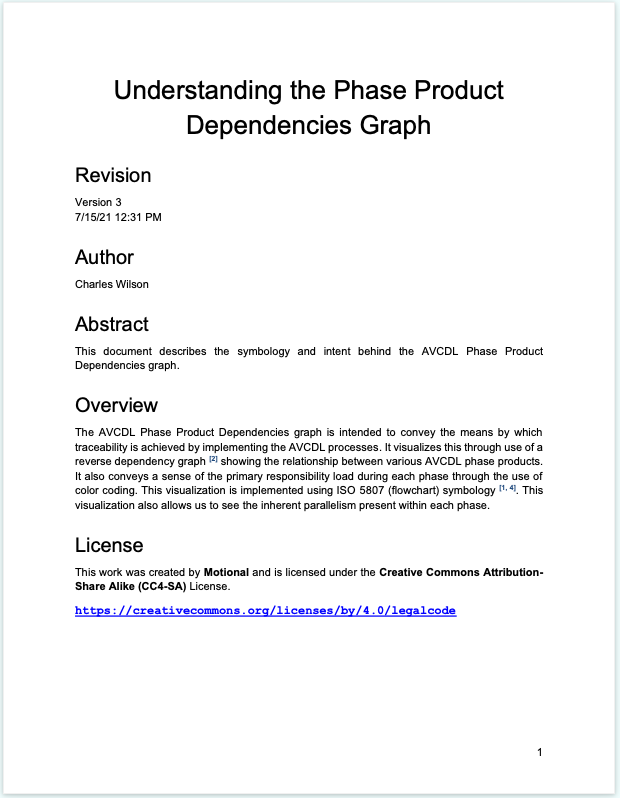 Understanding the Phase Product
Dependencies Graph
Revision
Version 3
7/15/21 12:31 PM
Author
Charles Wilson
Abstract
This document describes the symbology and intent behind the AVCDL Phase Product
Dependencies graph.
Overview
The AVCDL Phase Product Dependencies graph is intended to convey the means by which
traceability is achieved by implementing the AVCDL processes. It visualizes this through use of a
reverse dependency graph [2] showing the relationship between various AVCDL phase products.
It also conveys a sense of the primary responsibility load during each phase through the use of
color coding. This visualization is implemented using ISO 5807 (flowchart) symbology [1, 4]. This
visualization also allows us to see the inherent parallelism present within each phase.
License
This work was created by Motional and is licensed under the Creative Commons Attribution-
Share Alike (CC4-SA) License.
https://creativecommons.org/licenses/by/4.0/legalcode
1